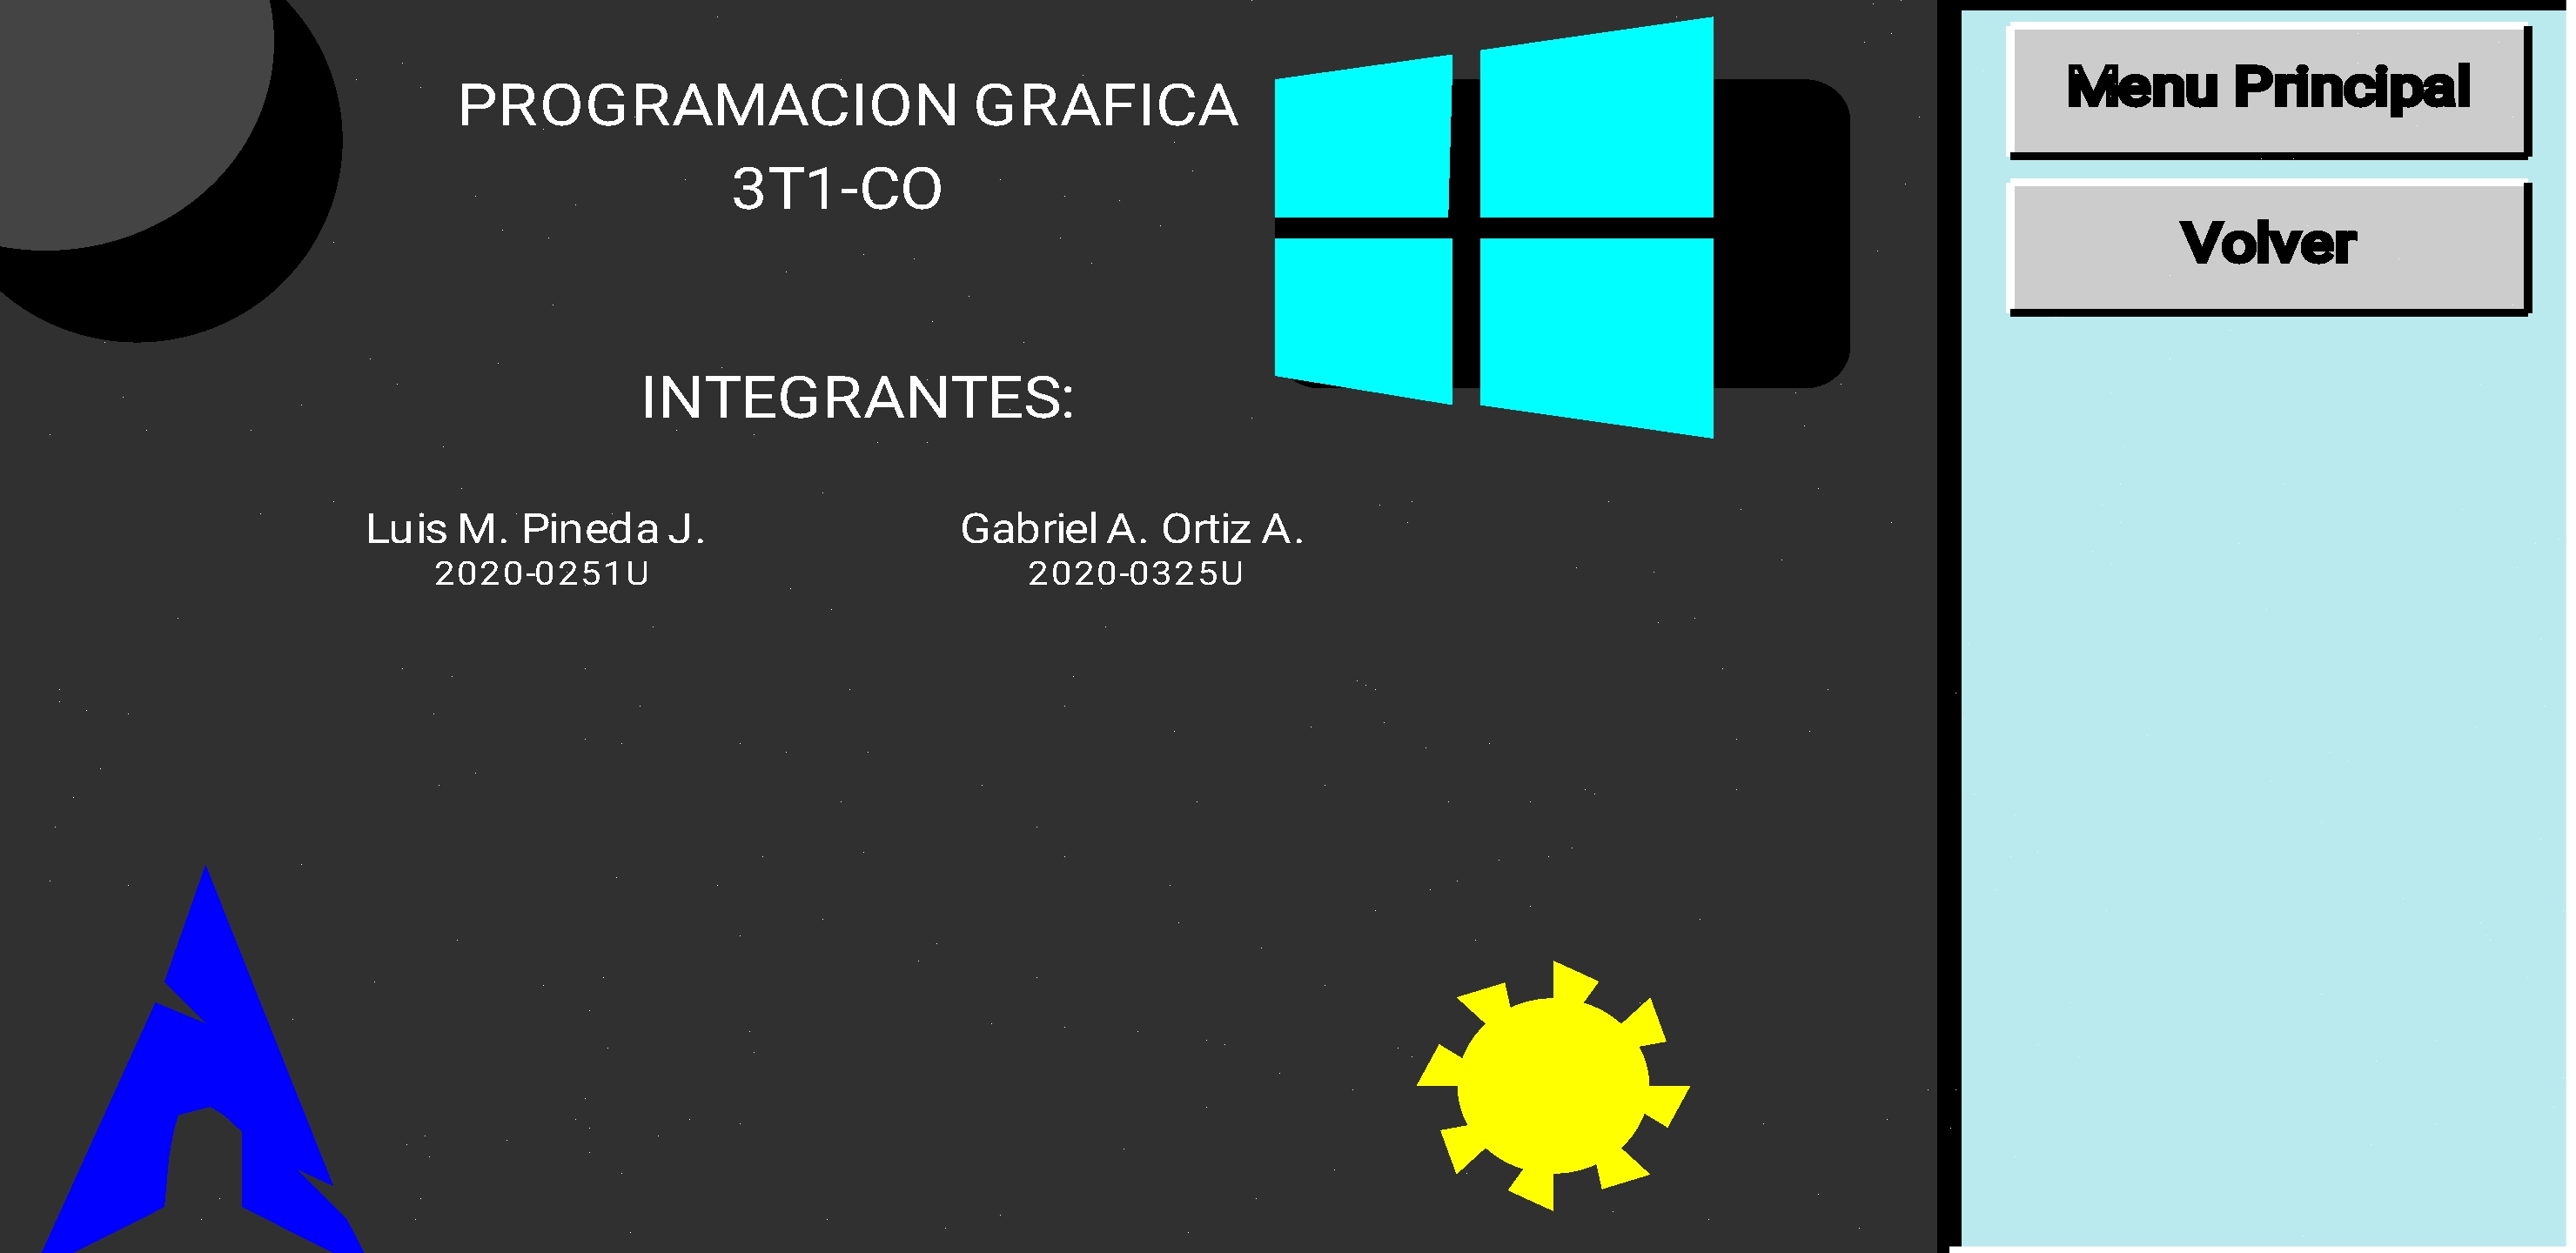 PROGRAMACION GRAFICA
3T1-CO
INTEGRANTES:
Luis M. Pineda J.
2020-0251U
Gabriel A. Ortiz A.
2020-0325U
Menu Principal
Volver